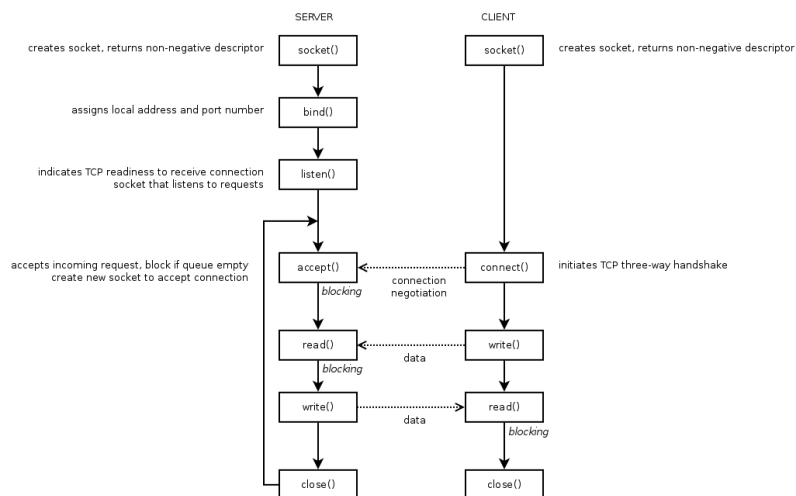 SERVER
CLIENT
creates socket, returns non-negative descriptor
socket()
socket()
creates socket, returns non-negative descriptor
assigns local address and port number
bind()
indicates TCP readiness to receive connection
socket that listens to requests
listen()
accepts incoming request, block if queue empty
create new socket to accept connection
accept()
connect()
initiates TCP three-way handshake
blocking
connection
negotiation
read()
write()
data
blocking
write()
read()
data
blocking
close()
close()